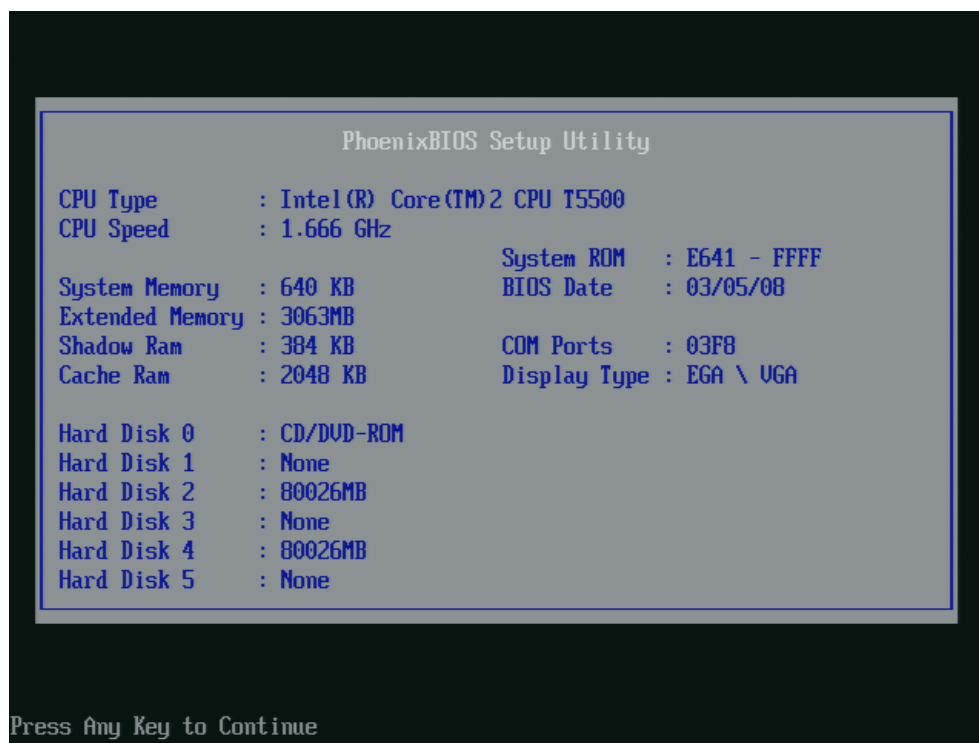 PhoenixBIOS Setup Utility
CPU Type : Intel(R) Core(TM)2 CPU T5500
CPU Speed : 1.666 GHz
System ROM : E641 - FFFF
System Memory : 640 KB BIOS Date : 03/05/08
Extended Memory : 3063MB
Shadow Ram : 384 KB COM Ports : 03F8
Cache Ram : 2048 KB Display Type : EGA \ VGA
Hard Disk 0 : CD/DVD-ROM
Hard Disk 1 : None
Hard Disk 2 : 80026MB
Hard Disk 3 : None
Hard Disk 4 : 80026MB
Hard Disk 5 : None
Press Any Key to Continue